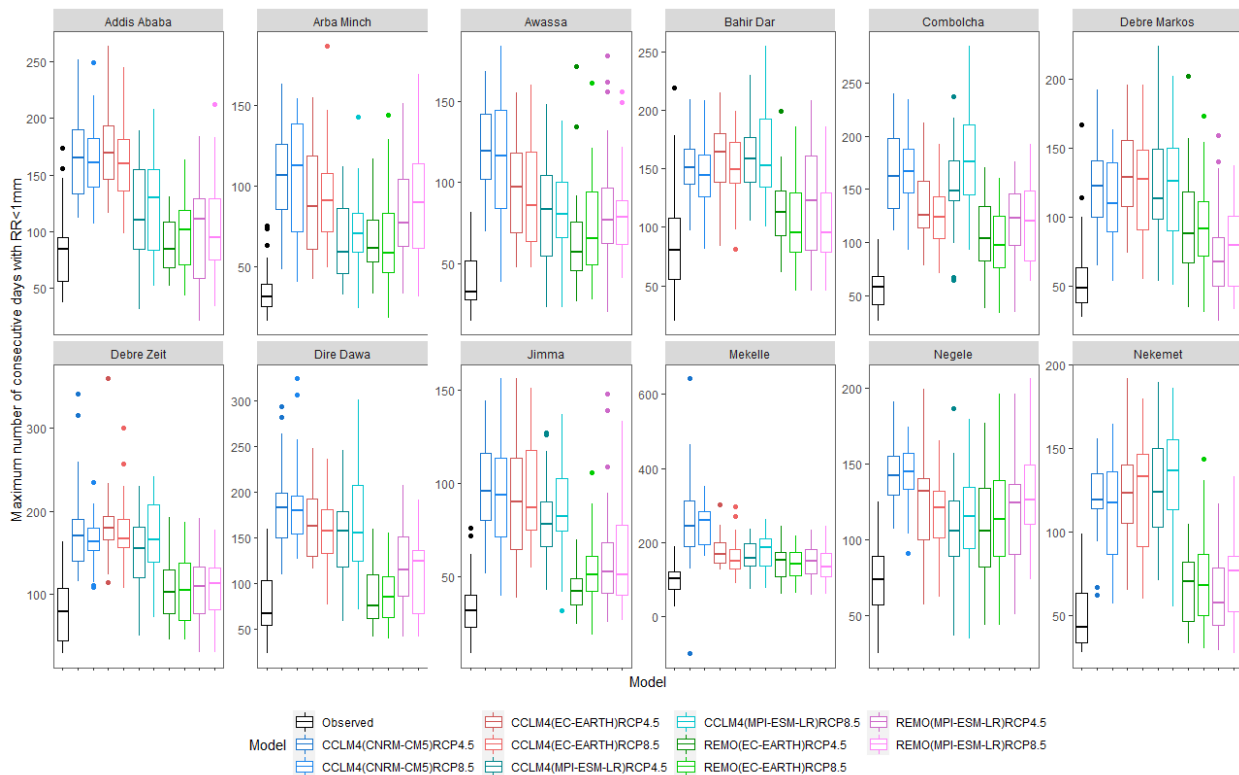 Addis Ababa Arba Minch Awassa Bahir Dar Combolcha Debre Markos
250 200 150 100 50
150 100 50
150 100 50
200 150 100 50
250 200 150 100 50
200 150 100 50
Debre Zeit Dire Dawa Jimma Mekelle Negele Nekemet
300 200 100
300 250 200 150 100 50
150 100 50
600 400 200 0
200 150 100 50
200 150 100 50
Maximum number of consecutive days with RR<1mm
Model
Model
Observed
CCLM4(CNRM-CM5)RCP4.5
CCLM4(CNRM-CM5)RCP8.5
CCLM4(EC-EARTH)RCP4.5
CCLM4(EC-EARTH)RCP8.5
CCLM4(MPI-ESM-LR)RCP4.5
CCLM4(MPI-ESM-LR)RCP8.5
REMO(EC-EARTH)RCP4.5
REMO(EC-EARTH)RCP8.5
REMO(MPI-ESM-LR)RCP4.5
REMO(MPI-ESM-LR)RCP8.5